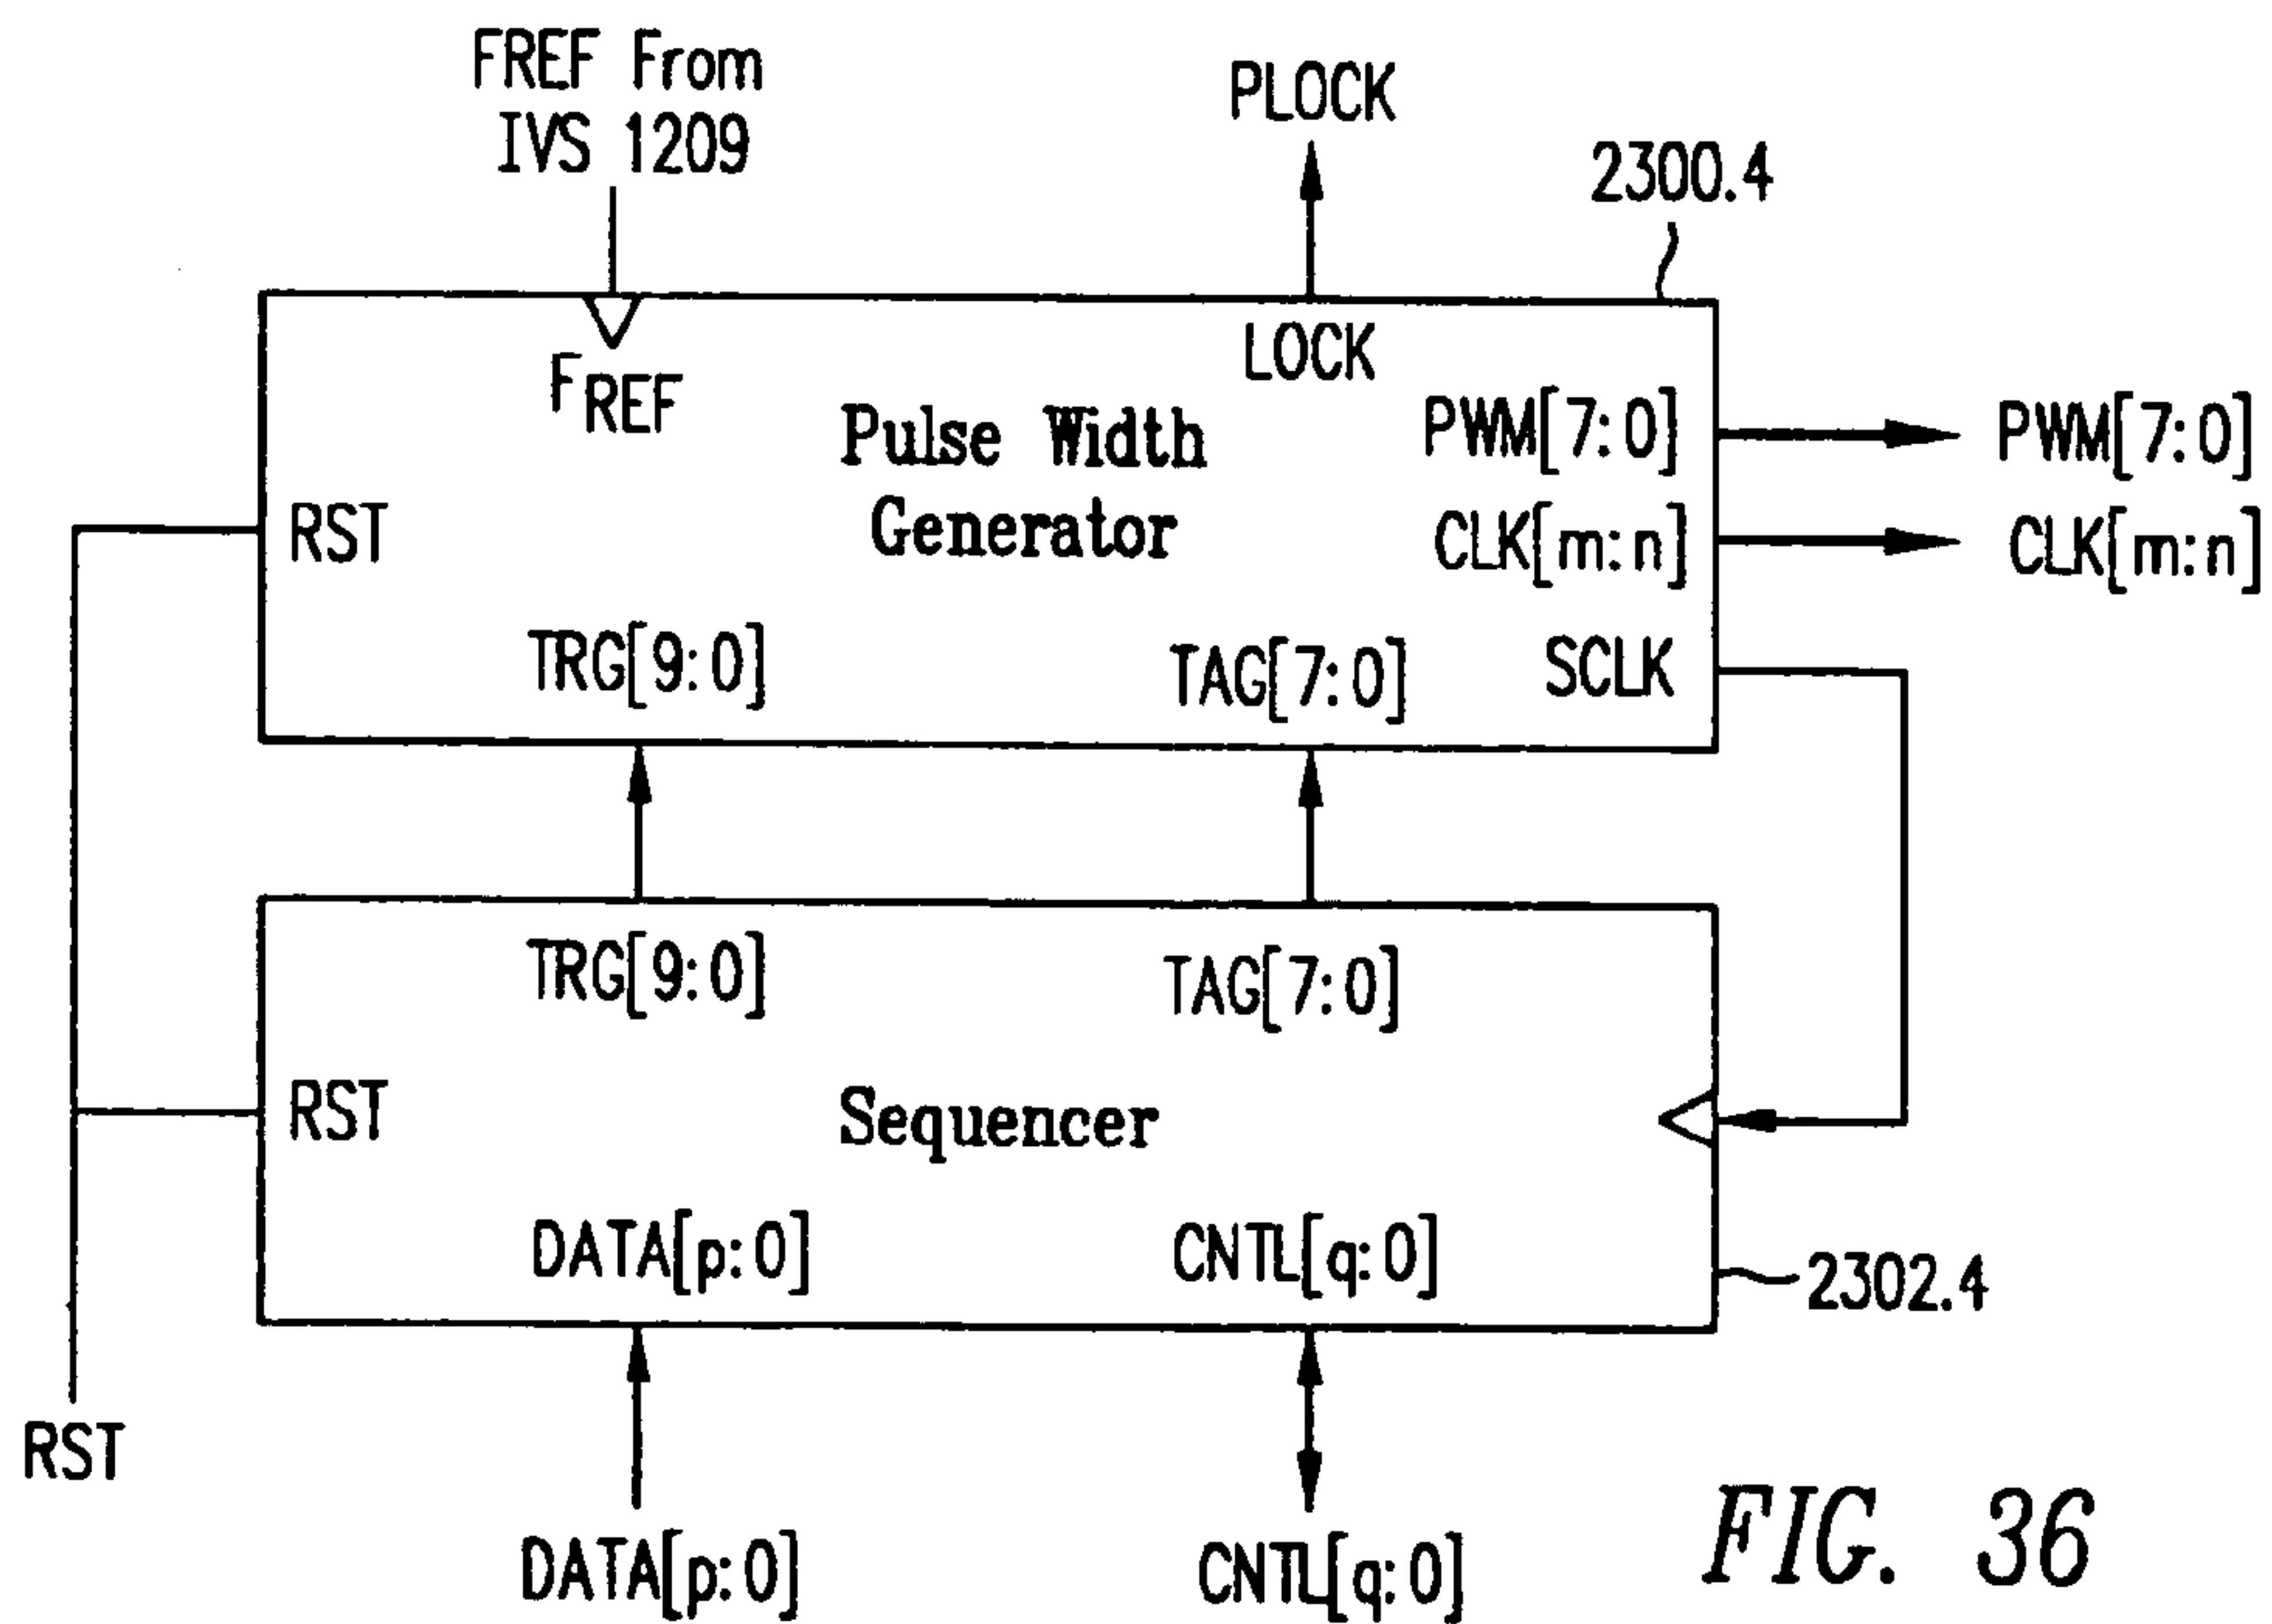 FREF From
IVS 1209
PLOCK
2300.4
FREF
LOCK
Pulse Width
Generator
PWM[7:0]
PWM[7:0]
CLK[m:n]
CLK[m:n]
RST
TRG[9:0]
TAG[7:0]
SCLK
TRG[9:0]
TAG[7:0]
RST
Sequencer
DATA[p:0]
CNTL[q:0]
2302.4
RST
DATA[p:0]
CNTL[q:0]
FIG. 36